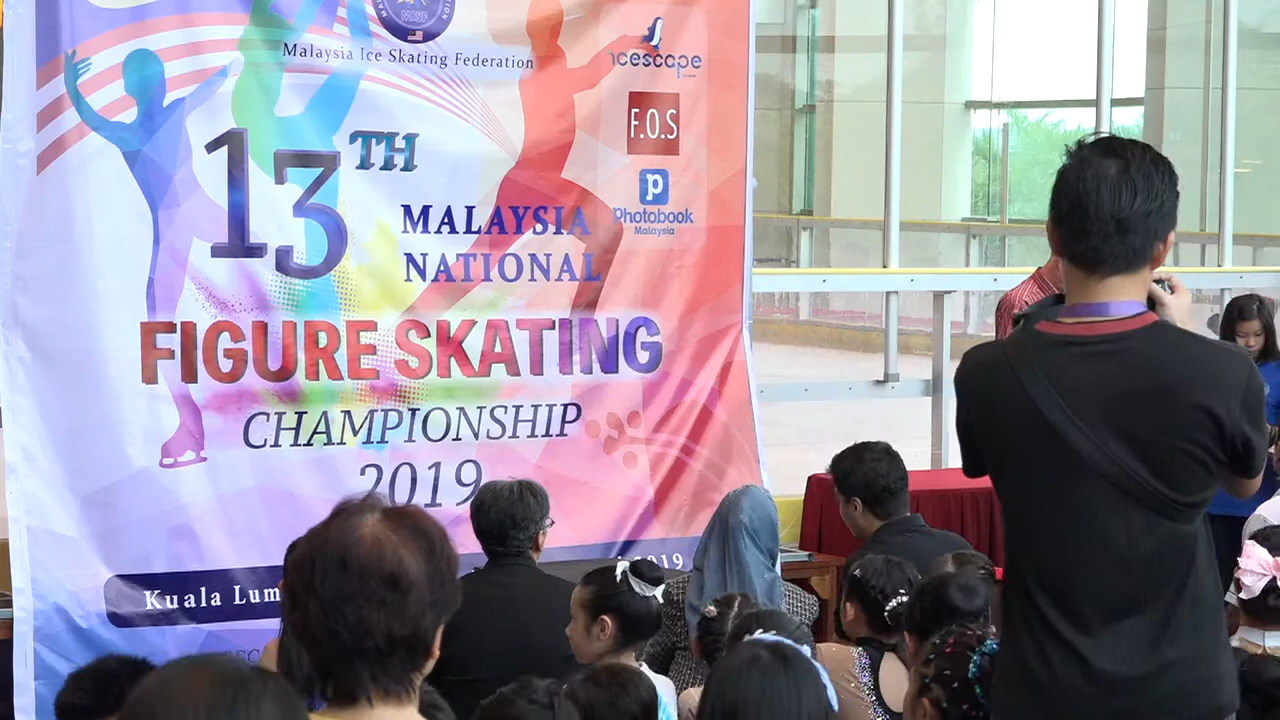 Malaysia Ice Skating Federation
icescape
F.O.S
Photobook
Malaysia
13TH
MALAYSIA
NATIONAL
FIGURE SKATING
CHAMPIONSHIP
2019
Kuala Lum
2019